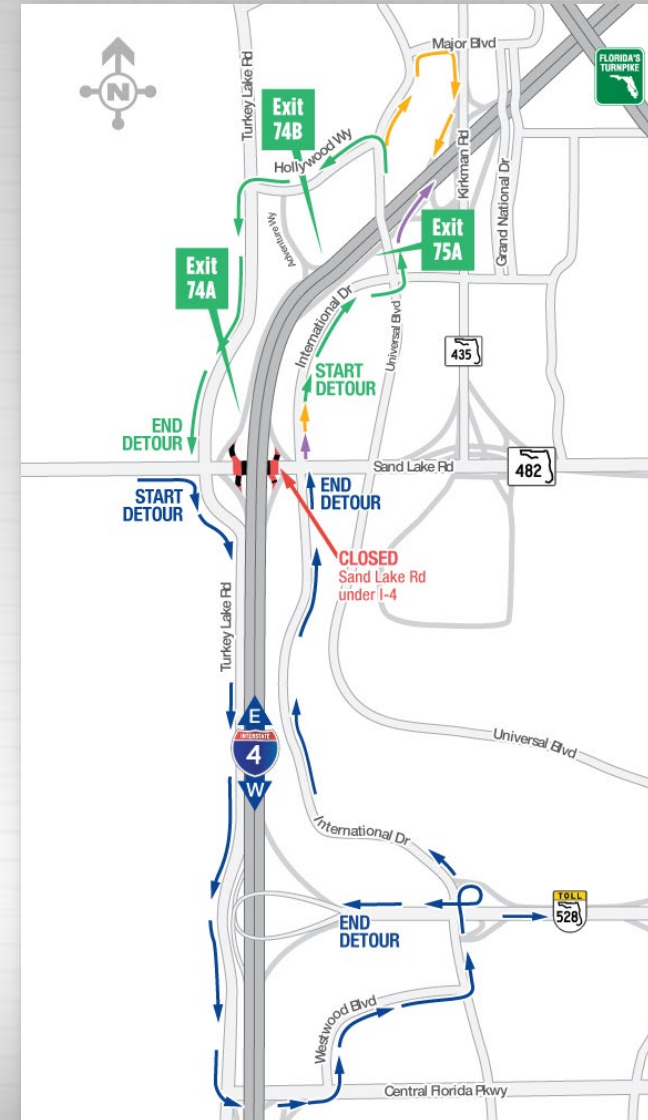 Major Blvd
FLORIDA'S
TURNPIKE
N
Turkey Lake Rd
Exit
74B
Hollywood Wy
Kirkman Rd
Grand National Dr
Adventure Wy
Exit
75A
Exit
74A
International Dr
Universal Blvd
435
START
DETOUR
END
DETOUR
Sand Lake Rd
482
START
DETOUR
END
DETOUR
CLOSED
Sand Lake Rd
under I-4
Turkey Lake Rd
E
INTERSTATE
4
W
Universal Blvd
International Dr
TOLL
528
END
DETOUR
Westwood Blvd
Central Florida Pkwy